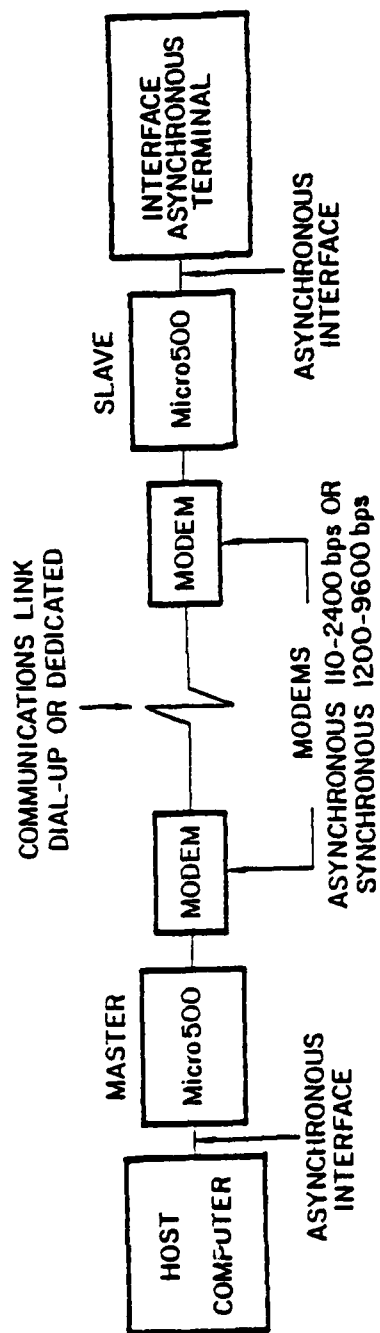 COMMUNICATIONS LINK
DIAL-UP OR DEDICATED
MASTER
SLAVE
HOST
COMPUTER
Micro500
MODEM
MODEM
Micro500
INTERFACE
ASYNCHRONOUS
TERMINAL
ASYNCHRONOUS
INTERFACE
MODEMS
ASYNCHRONOUS 110-2400 bps OR
SYNCHRONOUS 1200-9600 bps
ASYNCHRONOUS
INTERFACE